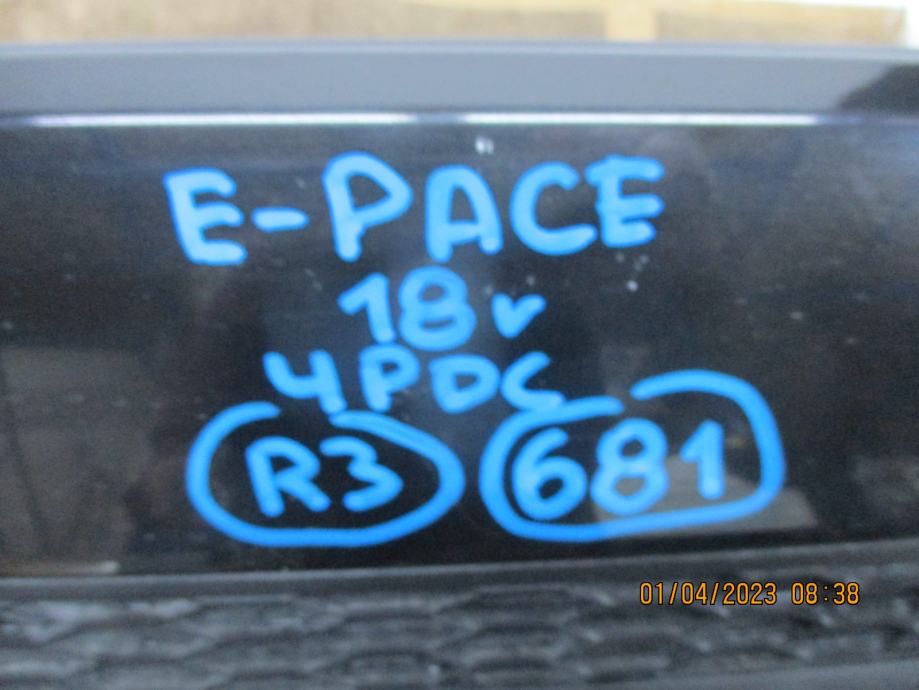 E-PACE
18v
4PDC
R3 681
01/04/2023 08:38